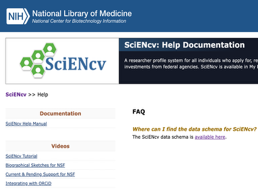 NIH
National Library of Medicine
National Center for Biotechnology Information
SciENcv
SciENcv: Help Documentation
A researcher profile system for all individuals who apply for, re
investments from federal agencies. SciENcv is available in My
SciENcv >> Help
Documentation
SciENcv Help Manual
Videos
SciENcv Tutorial
Biographical Sketches for NSF
Current & Pending Support for NSF
Integrating with ORCID
FAQ
Where can I find the data schema for SciENcv?
The SciENcv data schema is available here.